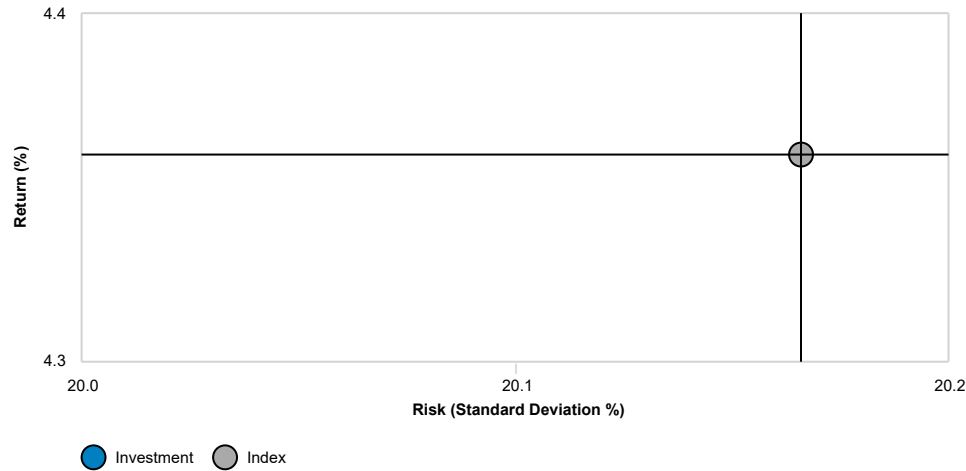 4.4
Return (%)
4.3
20.0 20.1 20.2
Risk (Standard Deviation %)
Investment Index